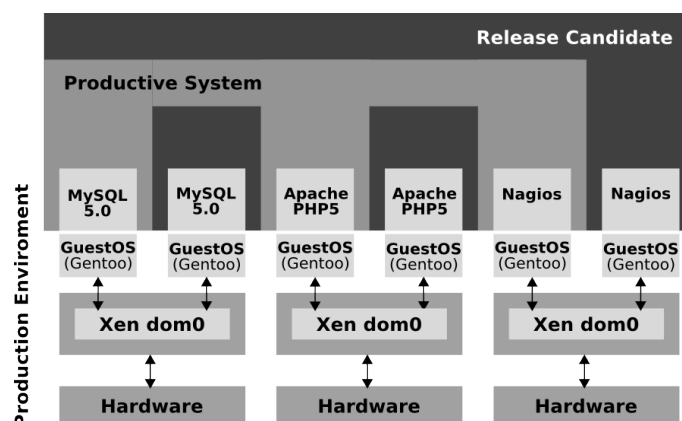 Release Candidate
Productive System
MySQL
5.0
MySQL
5.0
Apache
PHP5
Apache
PHP5
Nagios
Nagios
GuestOS
(Gentoo)
GuestOS
(Gentoo)
GuestOS
(Gentoo)
GuestOS
(Gentoo)
GuestOS
(Gentoo)
GuestOS
(Gentoo)
Xen dom0
Xen dom0
Xen dom0
Hardware
Hardware
Hardware
Production Enviroment